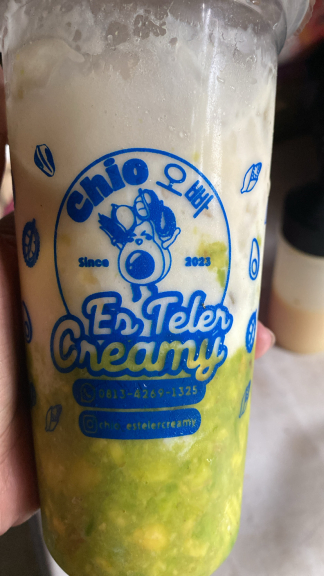 Chio 오빠
Since 2023
Es Teler
Creamy
0813-4269-1325
chio_estelercreamy